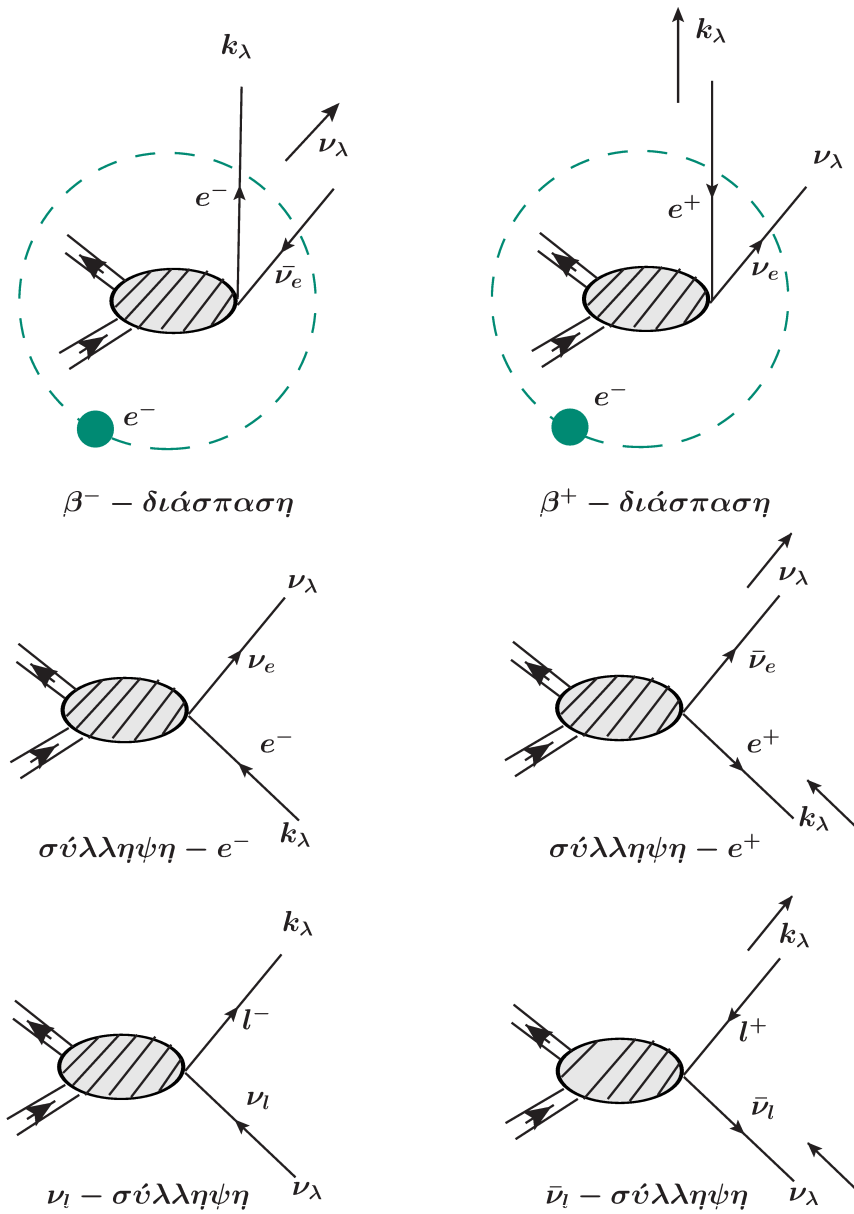 k_λ
ν_λ
e⁻
ν̄_e
e⁻
β⁻ − διάσπαση
k_λ
ν_λ
e⁺
ν_e
e⁻
β⁺ − διάσπαση
ν_λ
ν_e
e⁻
k_λ
σύλληψη − e⁻
ν_λ
ν̄_e
e⁺
k_λ
σύλληψη − e⁺
k_λ
l⁻
ν_l
ν_λ
ν_l − σύλληψη
k_λ
l⁺
ν̄_l
ν_λ
ν̄_l − σύλληψη